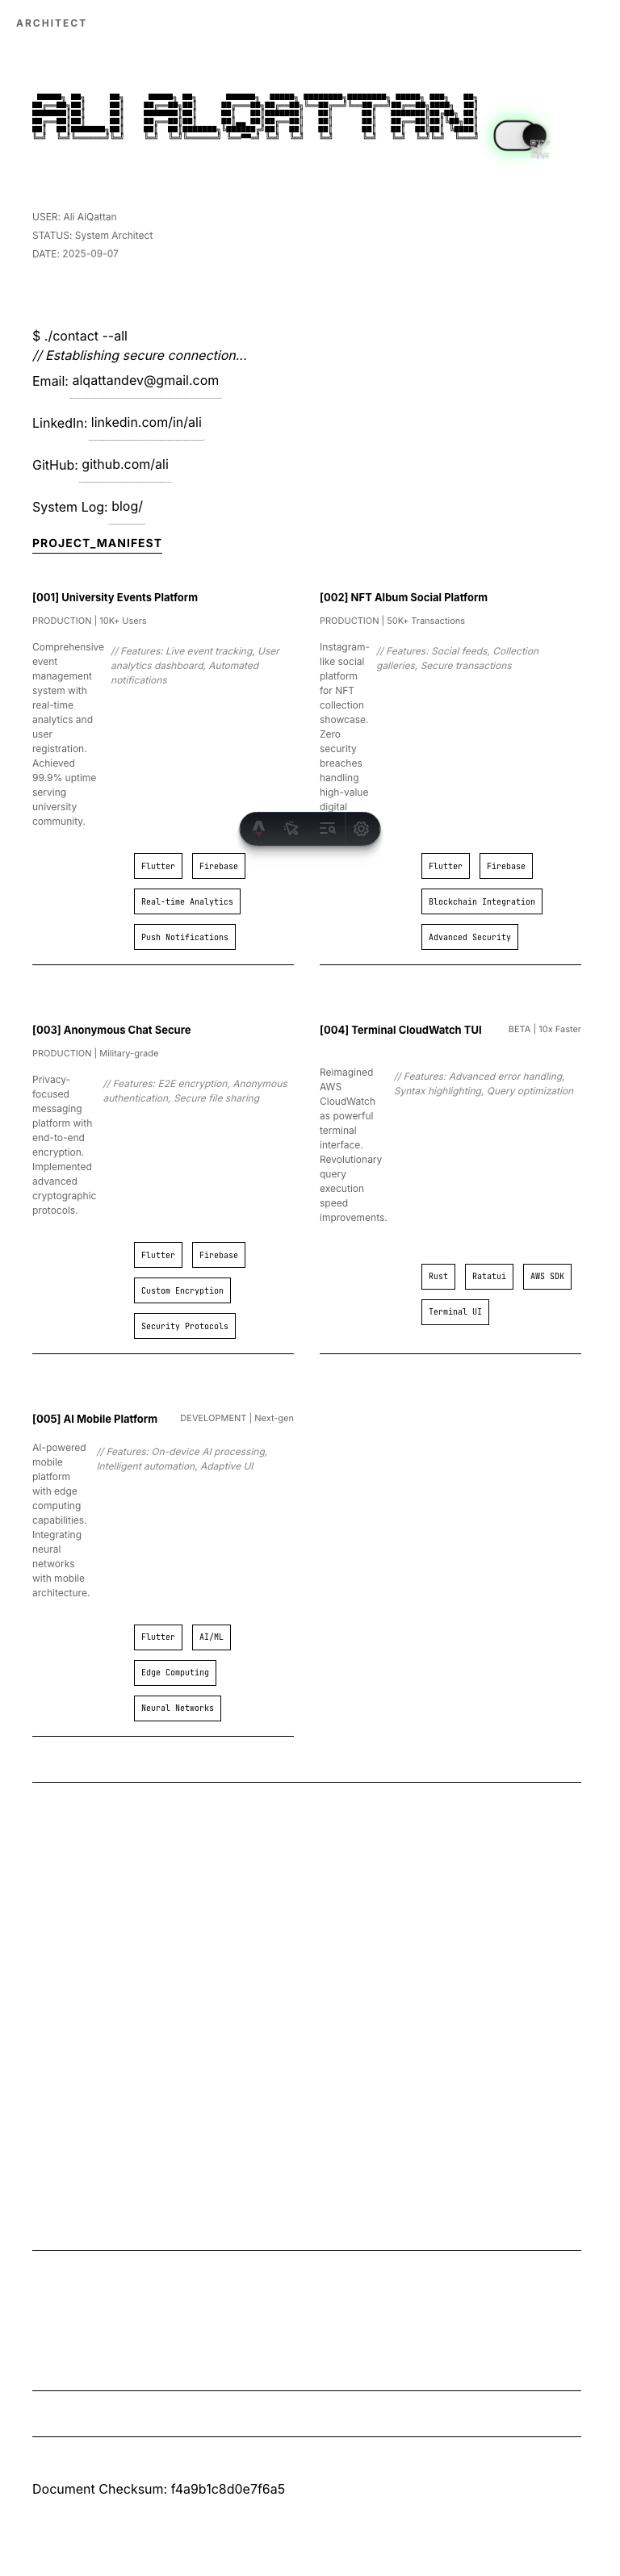 ARCHITECT
ALI ALQATTAN
USER: Ali AlQattan
STATUS: System Architect
DATE: 2025-09-07
$ ./contact --all
// Establishing secure connection...
Email: alqattandev@gmail.com
LinkedIn: linkedin.com/in/ali
GitHub: github.com/ali
System Log: blog/
PROJECT_MANIFEST
[001] University Events Platform
PRODUCTION | 10K+ Users
Comprehensive
event
management
system with
real-time
analytics and
user
registration.
Achieved
99.9% uptime
serving
university
community.
// Features: Live event tracking, User
analytics dashboard, Automated
notifications
Flutter
Firebase
Real-time Analytics
Push Notifications
[002] NFT Album Social Platform
PRODUCTION | 50K+ Transactions
Instagram-
like social
platform
for NFT
collection
showcase.
Zero
security
breaches
handling
high-value
digital
// Features: Social feeds, Collection
galleries, Secure transactions
Flutter
Firebase
Blockchain Integration
Advanced Security
[003] Anonymous Chat Secure
PRODUCTION | Military-grade
Privacy-
focused
messaging
platform with
end-to-end
encryption.
Implemented
advanced
cryptographic
protocols.
// Features: E2E encryption, Anonymous
authentication, Secure file sharing
Flutter
Firebase
Custom Encryption
Security Protocols
[004] Terminal CloudWatch TUI
BETA | 10x Faster
Reimagined
AWS
CloudWatch
as powerful
terminal
interface.
Revolutionary
query
execution
speed
improvements.
// Features: Advanced error handling,
Syntax highlighting, Query optimization
Rust
Ratatui
AWS SDK
Terminal UI
[005] AI Mobile Platform
DEVELOPMENT | Next-gen
AI-powered
mobile
platform
with edge
computing
capabilities.
Integrating
neural
networks
with mobile
architecture.
// Features: On-device AI processing,
Intelligent automation, Adaptive UI
Flutter
AI/ML
Edge Computing
Neural Networks
Document Checksum: f4a9b1c8d0e7f6a5